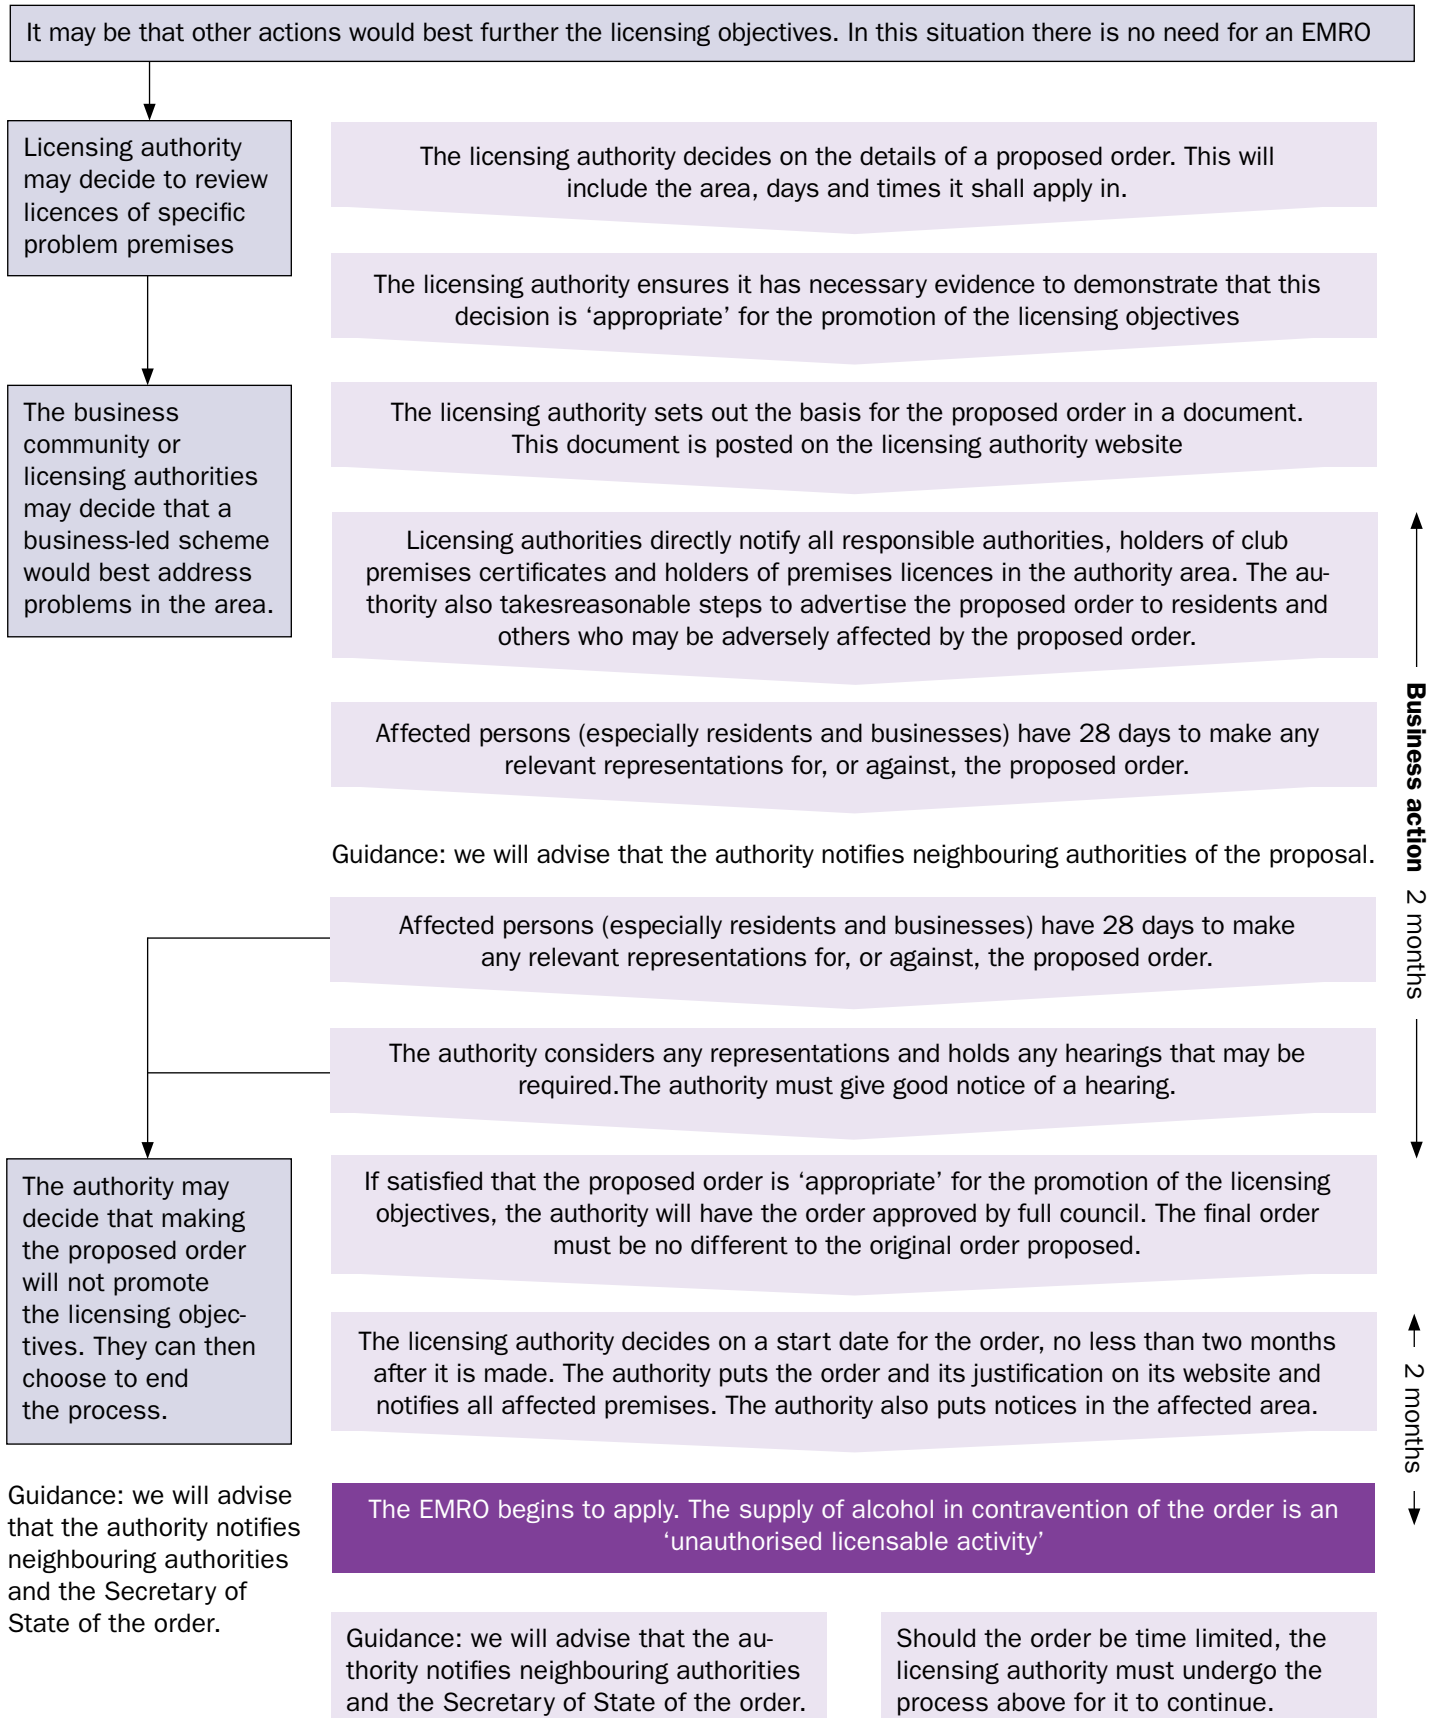 It may be that other actions would best further the licensing objectives. In this situation there is no need for an EMRO
Licensing authority
may decide to review
licences of specific
problem premises
The business
community or
licensing authorities
may decide that a
business-led scheme
would best address
problems in the area.
The licensing authority decides on the details of a proposed order. This will
include the area, days and times it shall apply in.
The licensing authority ensures it has necessary evidence to demonstrate that this
decision is ‘appropriate’ for the promotion of the licensing objectives
The licensing authority sets out the basis for the proposed order in a document.
This document is posted on the licensing authority website
Licensing authorities directly notify all responsible authorities, holders of club
premises certificates and holders of premises licences in the authority area. The au-
thority also takesreasonable steps to advertise the proposed order to residents and
others who may be adversely affected by the proposed order.
Affected persons (especially residents and businesses) have 28 days to make any
relevant representations for, or against, the proposed order.
Guidance: we will advise that the authority notifies neighbouring authorities of the proposal.
Affected persons (especially residents and businesses) have 28 days to make
any relevant representations for, or against, the proposed order.
The authority considers any representations and holds any hearings that may be
required.The authority must give good notice of a hearing.
Business action 2 months
The authority may
decide that making
the proposed order
will not promote
the licensing objec-
tives. They can then
choose to end
the process.
If satisfied that the proposed order is ‘appropriate’ for the promotion of the licensing
objectives, the authority will have the order approved by full council. The final order
must be no different to the original order proposed.
The licensing authority decides on a start date for the order, no less than two months
after it is made. The authority puts the order and its justification on its website and
notifies all affected premises. The authority also puts notices in the affected area.
2 months
Guidance: we will advise
that the authority notifies
neighbouring authorities
and the Secretary of
State of the order.
The EMRO begins to apply. The supply of alcohol in contravention of the order is an
‘unauthorised licensable activity’
Guidance: we will advise that the au-
thority notifies neighbouring authorities
and the Secretary of State of the order.
Should the order be time limited, the
licensing authority must undergo the
process above for it to continue.